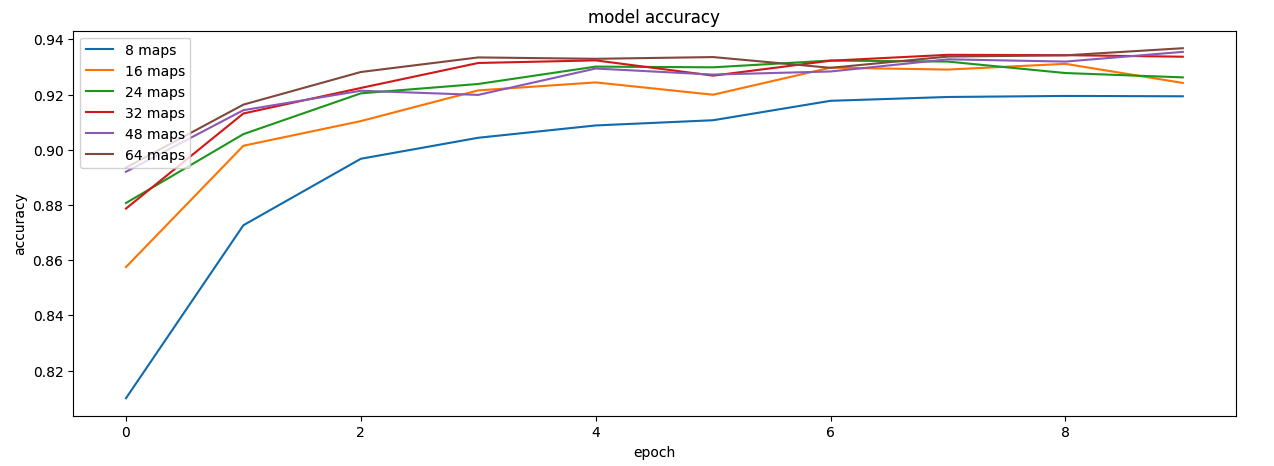 model accuracy
0.94
0.92
0.90
0.88
0.86
0.84
0.82
accuracy
8 maps
16 maps
24 maps
32 maps
48 maps
64 maps
0 2 4 6 8
epoch